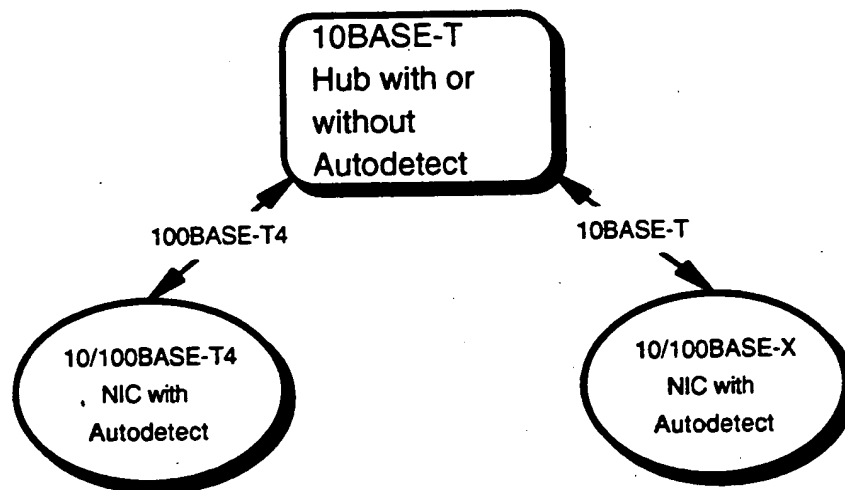 10BASE-T
Hub with or
without
Autodetect
100BASE-T4
10BASE-T
10/100BASE-T4
NIC with
Autodetect
10/100BASE-X
NIC with
Autodetect